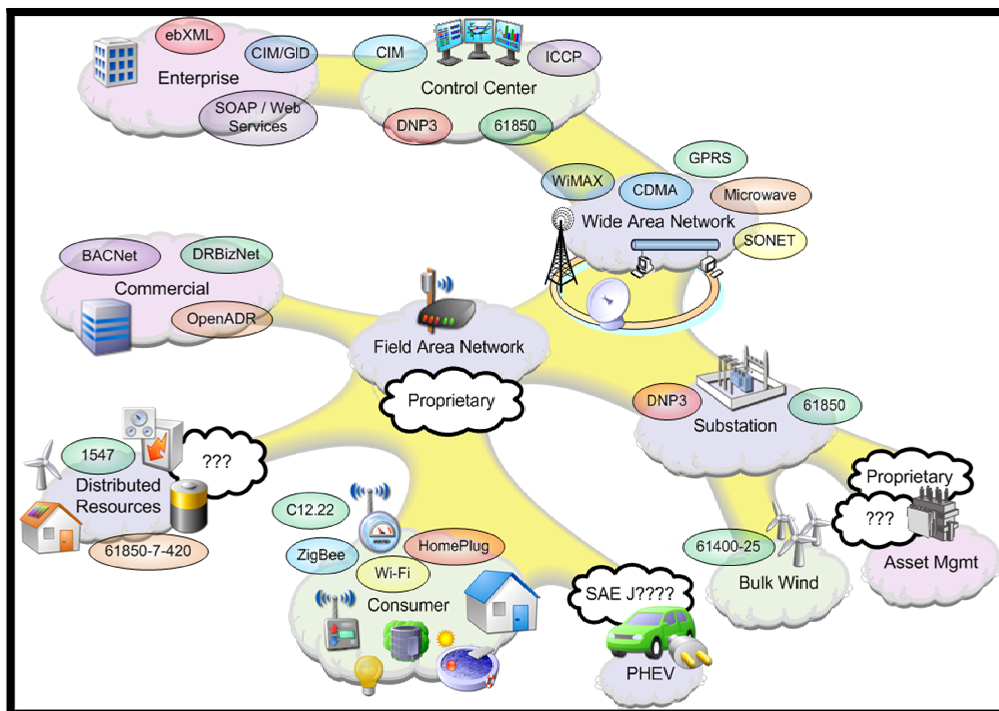 ebXML
CIM/GID
Enterprise
SOAP / Web
Services
CIM
ICCP
Control Center
DNP3
61850
GPRS
WiMAX
CDMA
Microwave
Wide Area Network
SONET
BACNet
DRBizNet
Commercial
OpenADR
Field Area Network
Proprietary
DNP3
61850
Substation
1547
???
Distributed
Resources
61850-7-420
C12.22
ZigBee
HomePlug
Wi-Fi
Consumer
SAE J????
PHEV
61400-25
Bulk Wind
Proprietary
???
Asset Mgmt